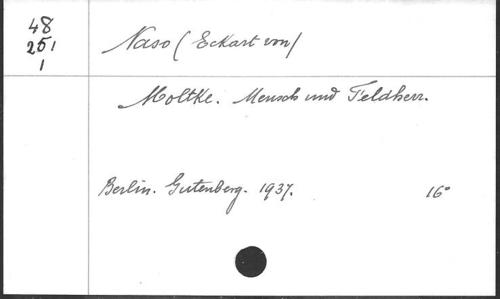 48
251
1
Naso (Eckart von)
Moltke. Mensch und Feldherr.
Berlin. Gutenberg. 1937. 16°